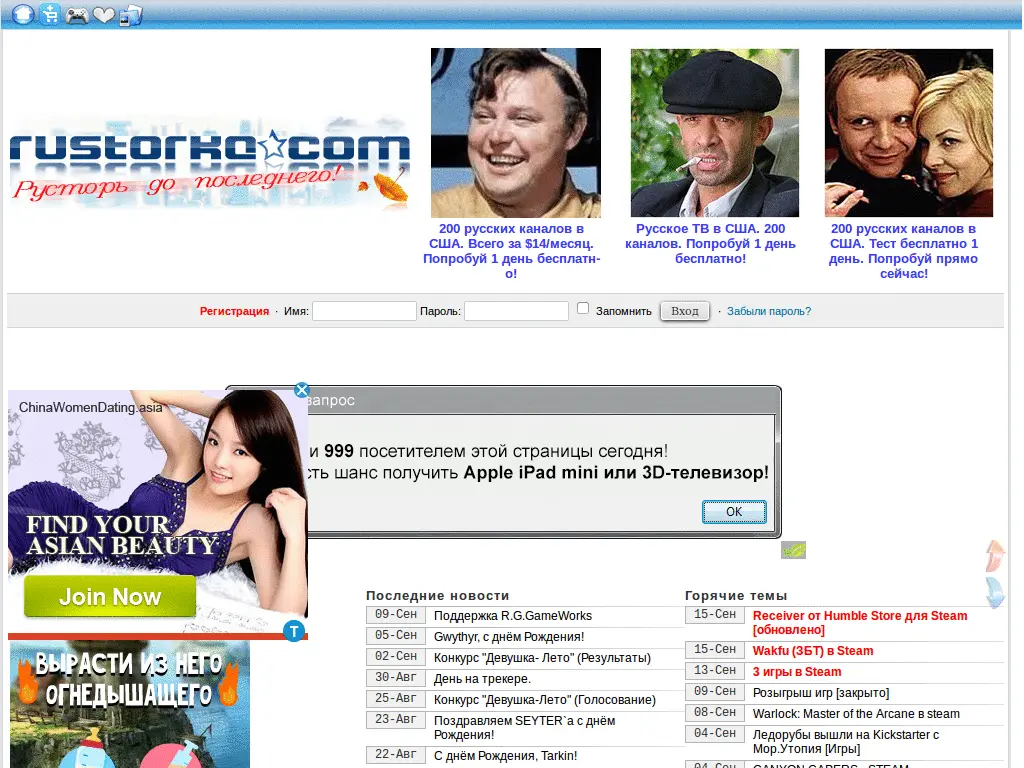 rustorka.com
Русторь до последнего!
200 русских каналов в
США. Всего за $14/месяц.
Попробуй 1 день бесплатн-
о!
Русское ТВ в США. 200
каналов. Попробуй 1 день
бесплатно!
200 русских каналов в
США. Тест бесплатно 1
день. Попробуй прямо
сейчас!
Регистрация · Имя: Пароль: Запомнить Вход · Забыли пароль?
ChinaWomenDating.asia
FIND YOUR
ASIAN BEAUTY
Join Now
T
запрос
и 999 посетителем этой страницы сегодня!
сть шанс получить Apple iPad mini или 3D-телевизор!
OK
ВЫРАСТИ ИЗ НЕГО
ОГНЕДЫШАЩЕГО
Последние новости
09-Сен Поддержка R.G.GameWorks
05-Сен Gwythyr, с днём Рождения!
02-Сен Конкурс "Девушка- Лето" (Результаты)
30-Авг День на трекере.
25-Авг Конкурс "Девушка-Лето" (Голосование)
23-Авг Поздравляем SEYTER`а с днём
Рождения!
22-Авг С днём Рождения, Tarkin!
Горячие темы
15-Сен Receiver от Humble Store для Steam
[обновлено]
15-Сен Wakfu (ЗБТ) в Steam
13-Сен 3 игры в Steam
09-Сен Розыгрыш игр [закрыто]
08-Сен Warlock: Master of the Arcane в steam
04-Сен Ледорубы вышли на Kickstarter с
Мор.Утопия [Игры]
04-Сен CANYON CAPERS - STEAM